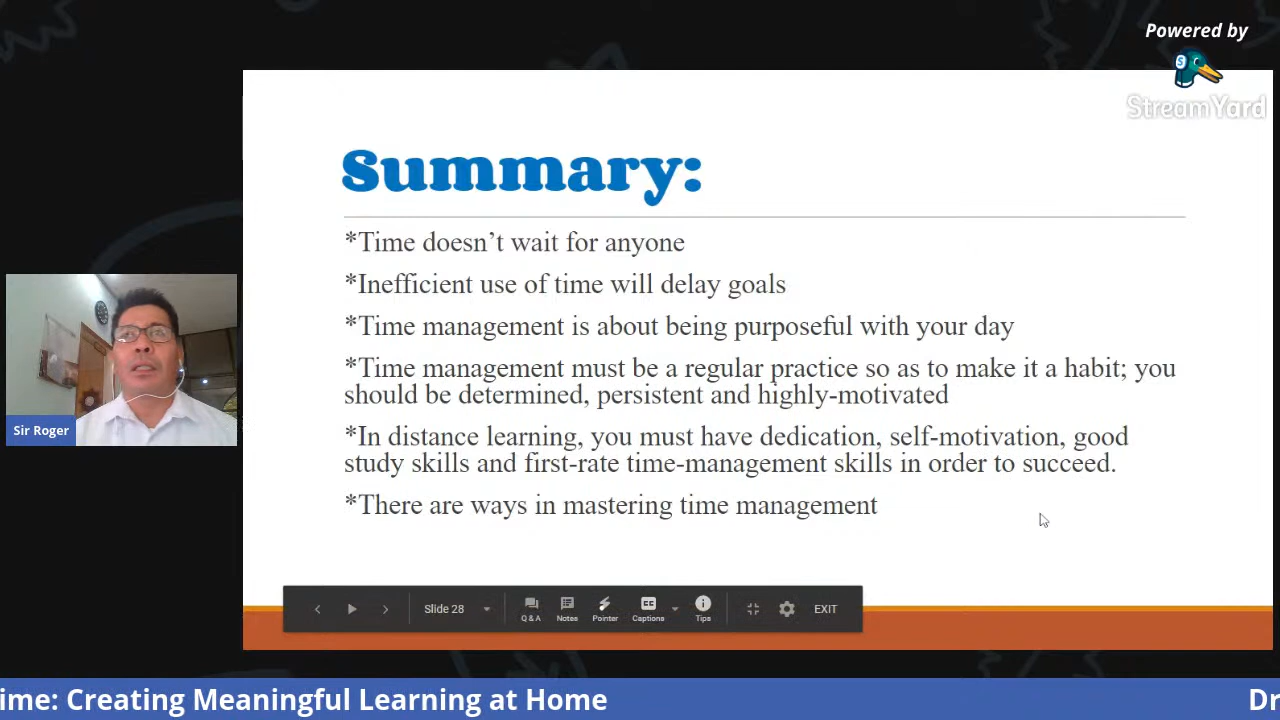 Powered by
StreamYard
Summary:
*Time doesn’t wait for anyone
*Inefficient use of time will delay goals
*Time management is about being purposeful with your day
*Time management must be a regular practice so as to make it a habit; you
should be determined, persistent and highly-motivated
*In distance learning, you must have dedication, self-motivation, good
study skills and first-rate time-management skills in order to succeed.
*There are ways in mastering time management
Sir Roger
Slide 28
Q & A
Notes
Pointer
Captions
Tips
EXIT
ime: Creating Meaningful Learning at Home
Dr